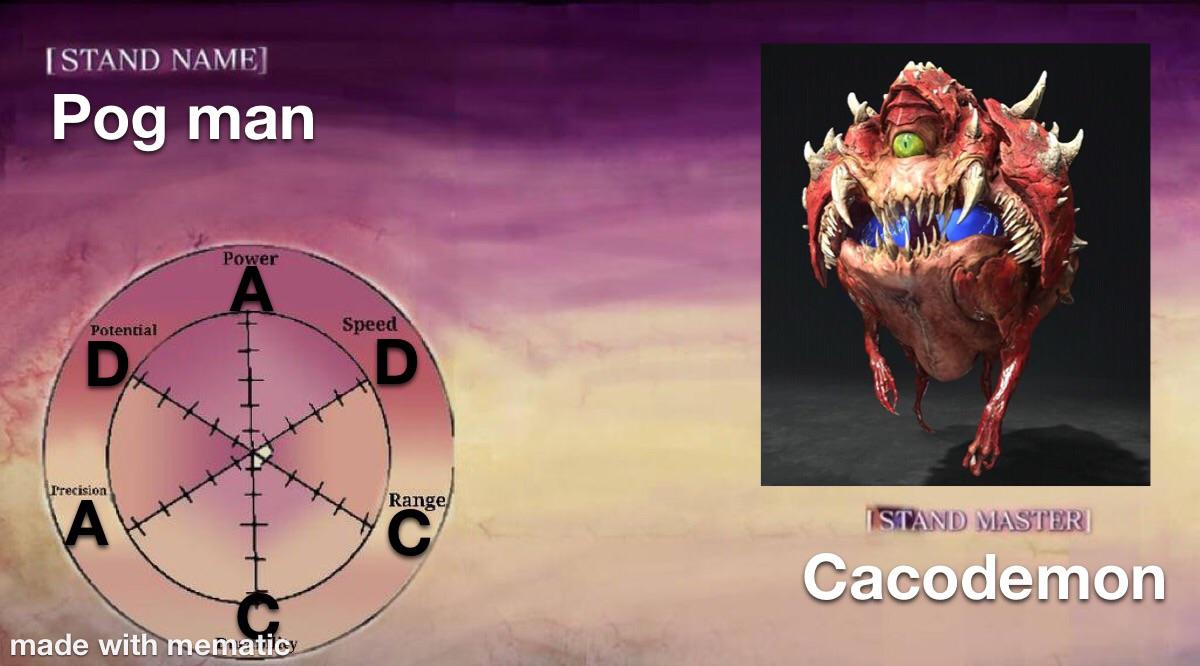 [STAND NAME]
Pog man
Power
A
Potential
D
Speed
D
Precision
A
Range
C
C
[STAND MASTER]
Cacodemon
made with mematic